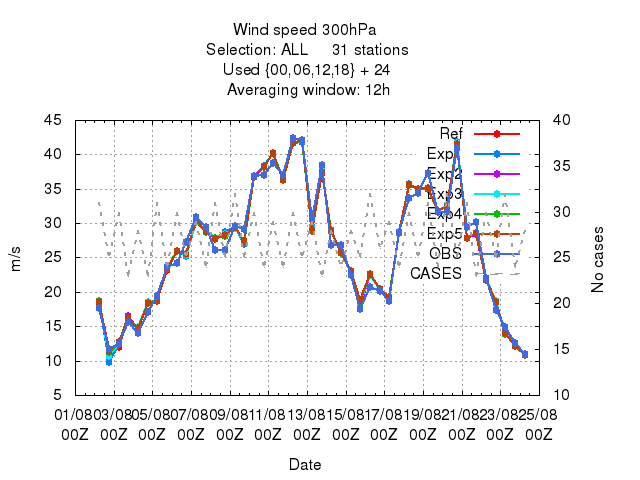 Wind speed 300hPa
Selection: ALL 31 stations
Used {00,06,12,18} + 24
Averaging window: 12h
45
40
35
30
25
20
15
10
5
m/s
40
35
30
25
20
15
10
No cases
Ref
Exp1
Exp2
Exp3
Exp4
Exp5
OBS
CASES
01/08 03/08 05/08 07/08 09/08 11/08 13/08 15/08 17/08 19/08 21/08 23/08 25/08
00Z 00Z 00Z 00Z 00Z 00Z 00Z 00Z 00Z 00Z 00Z 00Z 00Z
Date